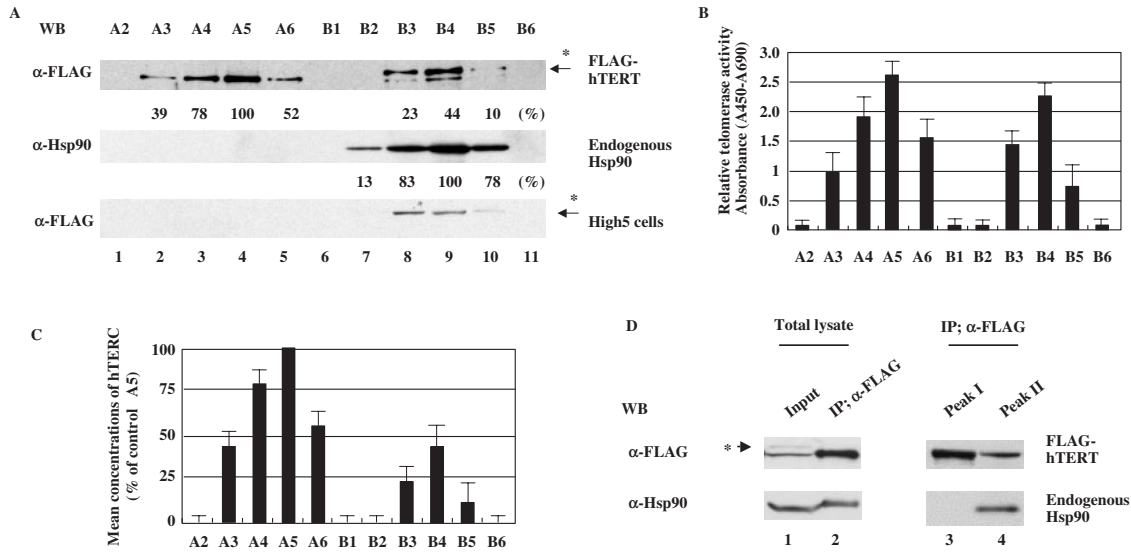 A
WB A2 A3 A4 A5 A6 B1 B2 B3 B4 B5 B6
*
α-FLAG
FLAG-
hTERT
39 78 100 52 23 44 10 (%)
α-Hsp90
Endogenous
Hsp90
13 83 100 78 (%)
*
α-FLAG
High5 cells
1 2 3 4 5 6 7 8 9 10 11
B
Relative telomerase activity
Absorbance (A450-A690)
3.0
2.5
2.0
1.5
1
0.5
0
A2 A3 A4 A5 A6 B1 B2 B3 B4 B5 B6
C
Mean concentrations of hTERC
(% of control A5)
100
75
50
25
0
A2 A3 A4 A5 A6 B1 B2 B3 B4 B5 B6
D
Total lysate IP; α-FLAG
WB
Input IP; α-FLAG Peak I Peak II
α-FLAG
*
FLAG-
hTERT
α-Hsp90
Endogenous
Hsp90
1 2 3 4